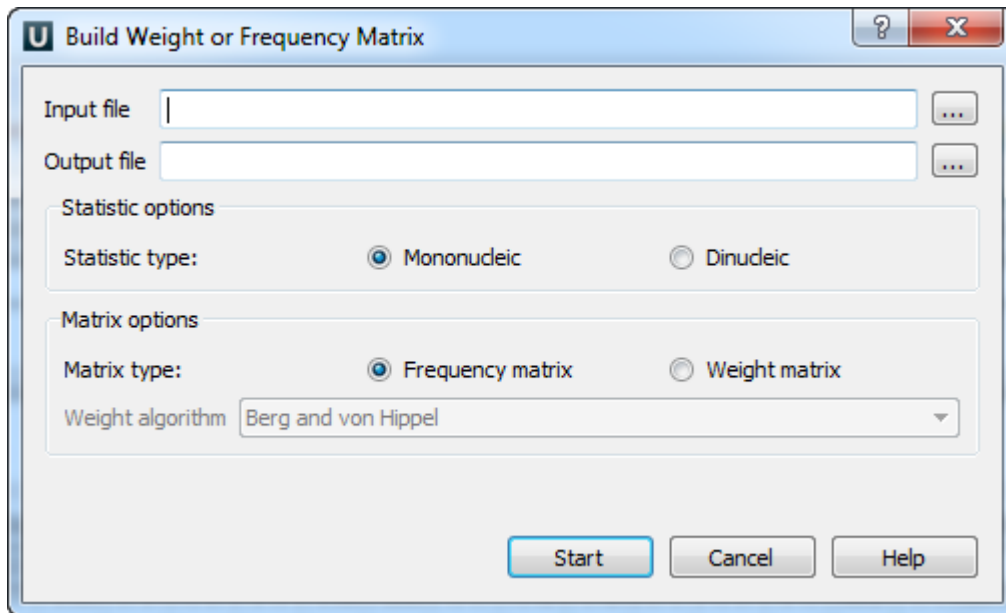 U Build Weight or Frequency Matrix ? X
Input file ...
Output file ...
Statistic options
Statistic type: Mononucleic Dinucleic
Matrix options
Matrix type: Frequency matrix Weight matrix
Weight algorithm Berg and von Hippel
Start Cancel Help